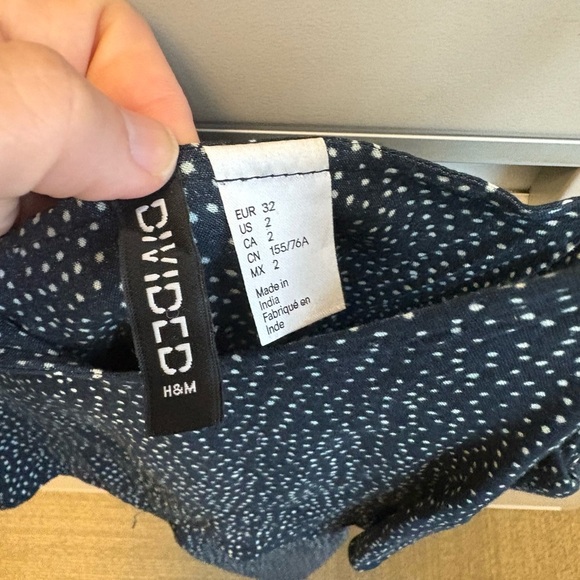 DIVIDED
H&M
EUR 32
US 2
CA 2
CN 155/76A
MX 2
Made in
India
Fabriqué en
Inde